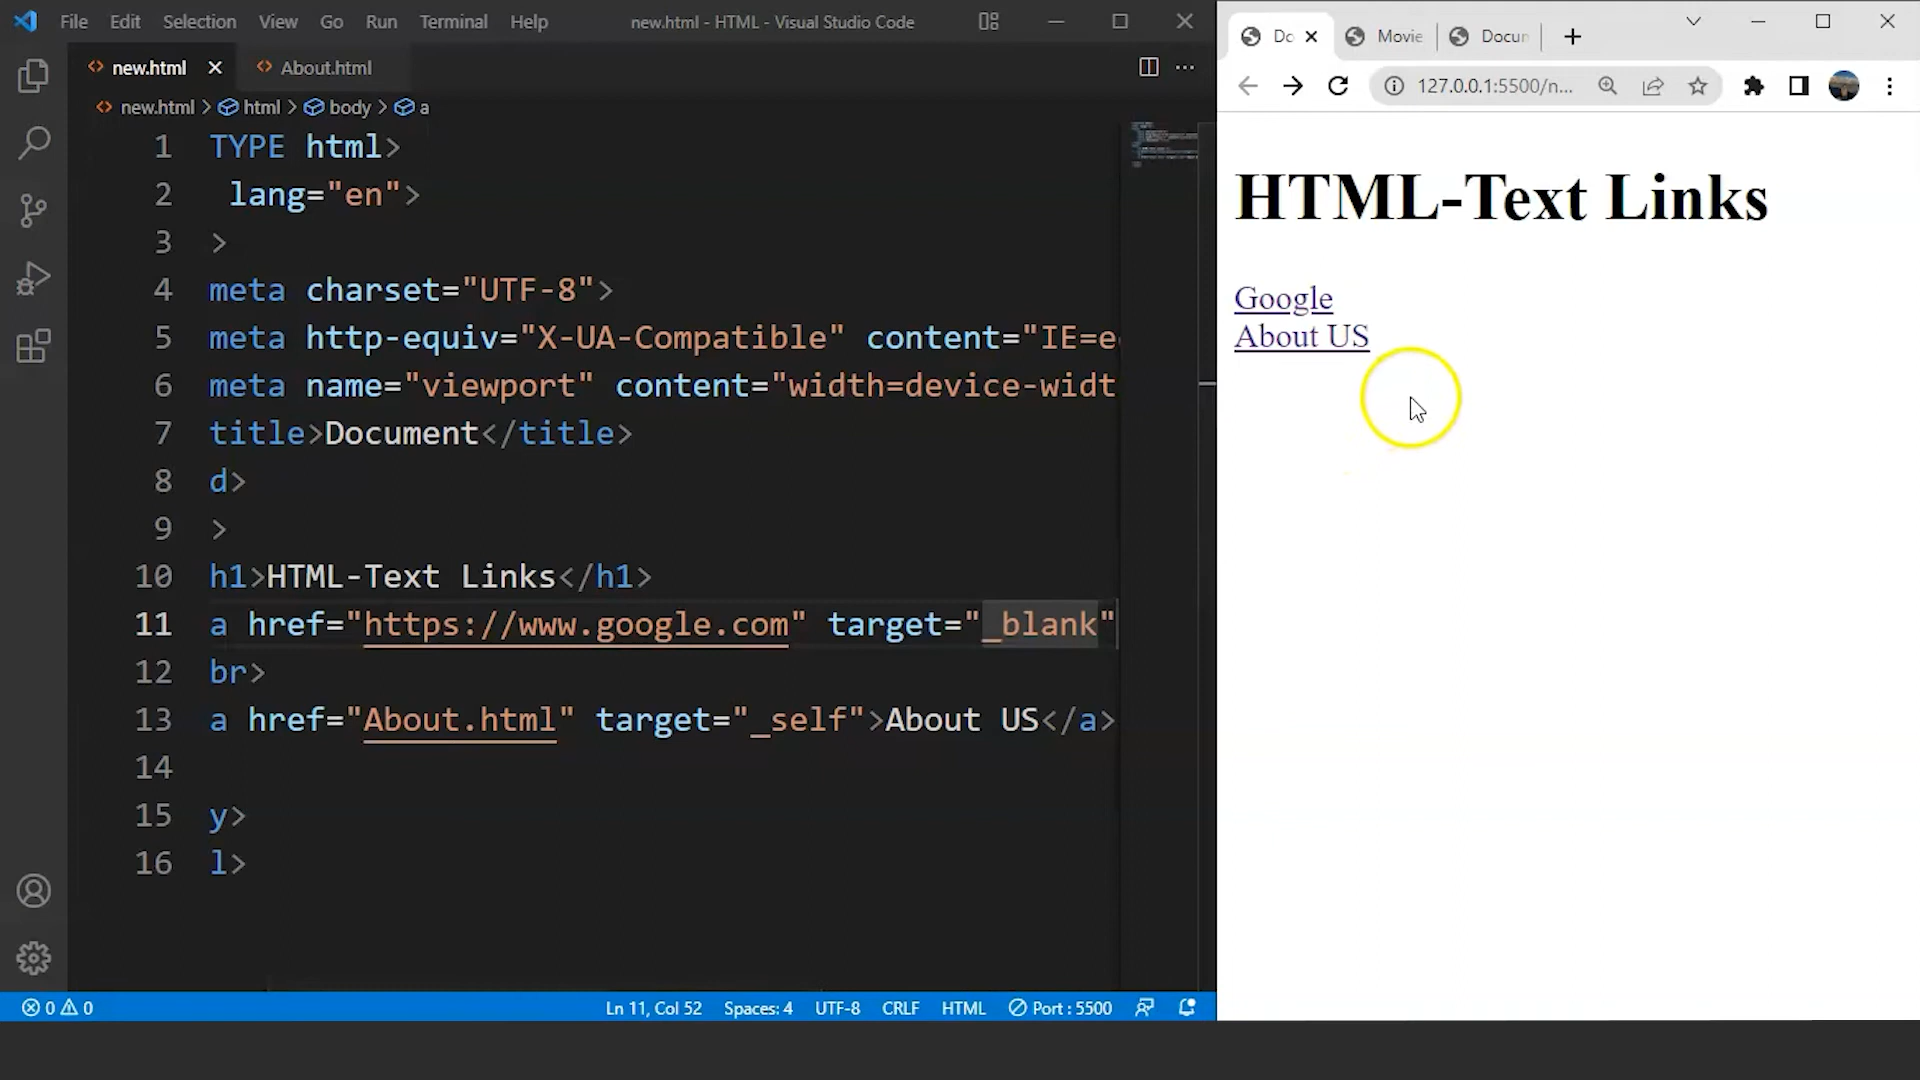 File Edit Selection View Go Run Terminal Help new.html - HTML - Visual Studio Code
new.html About.html
new.html > html > body > a
1 TYPE html>
2 lang="en">
3 >
4 meta charset="UTF-8">
5 meta http-equiv="X-UA-Compatible" content="IE=e
6 meta name="viewport" content="width=device-widt
7 title>Document</title>
8 d>
9 >
10 h1>HTML-Text Links</h1>
11 a href="https://www.google.com" target="_blank"
12 br>
13 a href="About.html" target="_self">About US</a>
14
15 y>
16 l>
0 0 Ln 11, Col 52 Spaces: 4 UTF-8 CRLF HTML Port : 5500
Do Movie Docun
127.0.0.1:5500/n...
HTML-Text Links
Google
About US